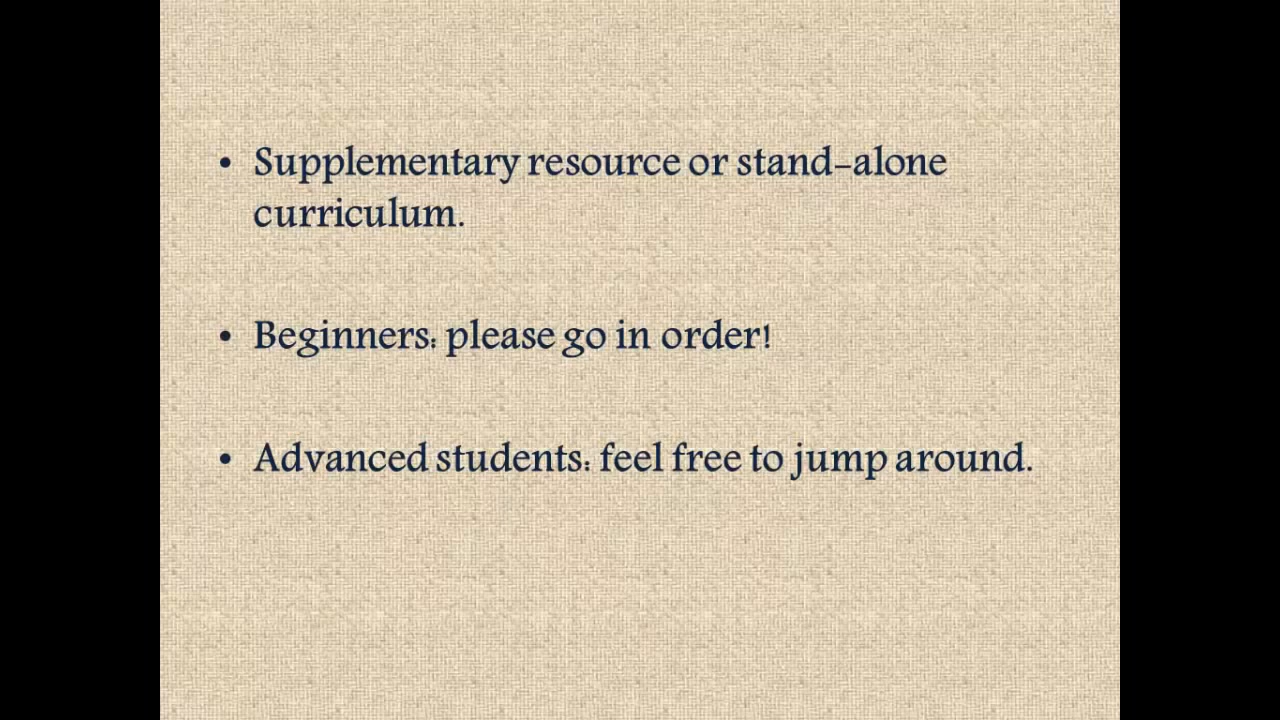 • Supplementary resource or stand-alone
curriculum.
• Beginners: please go in order!
• Advanced students: feel free to jump around.